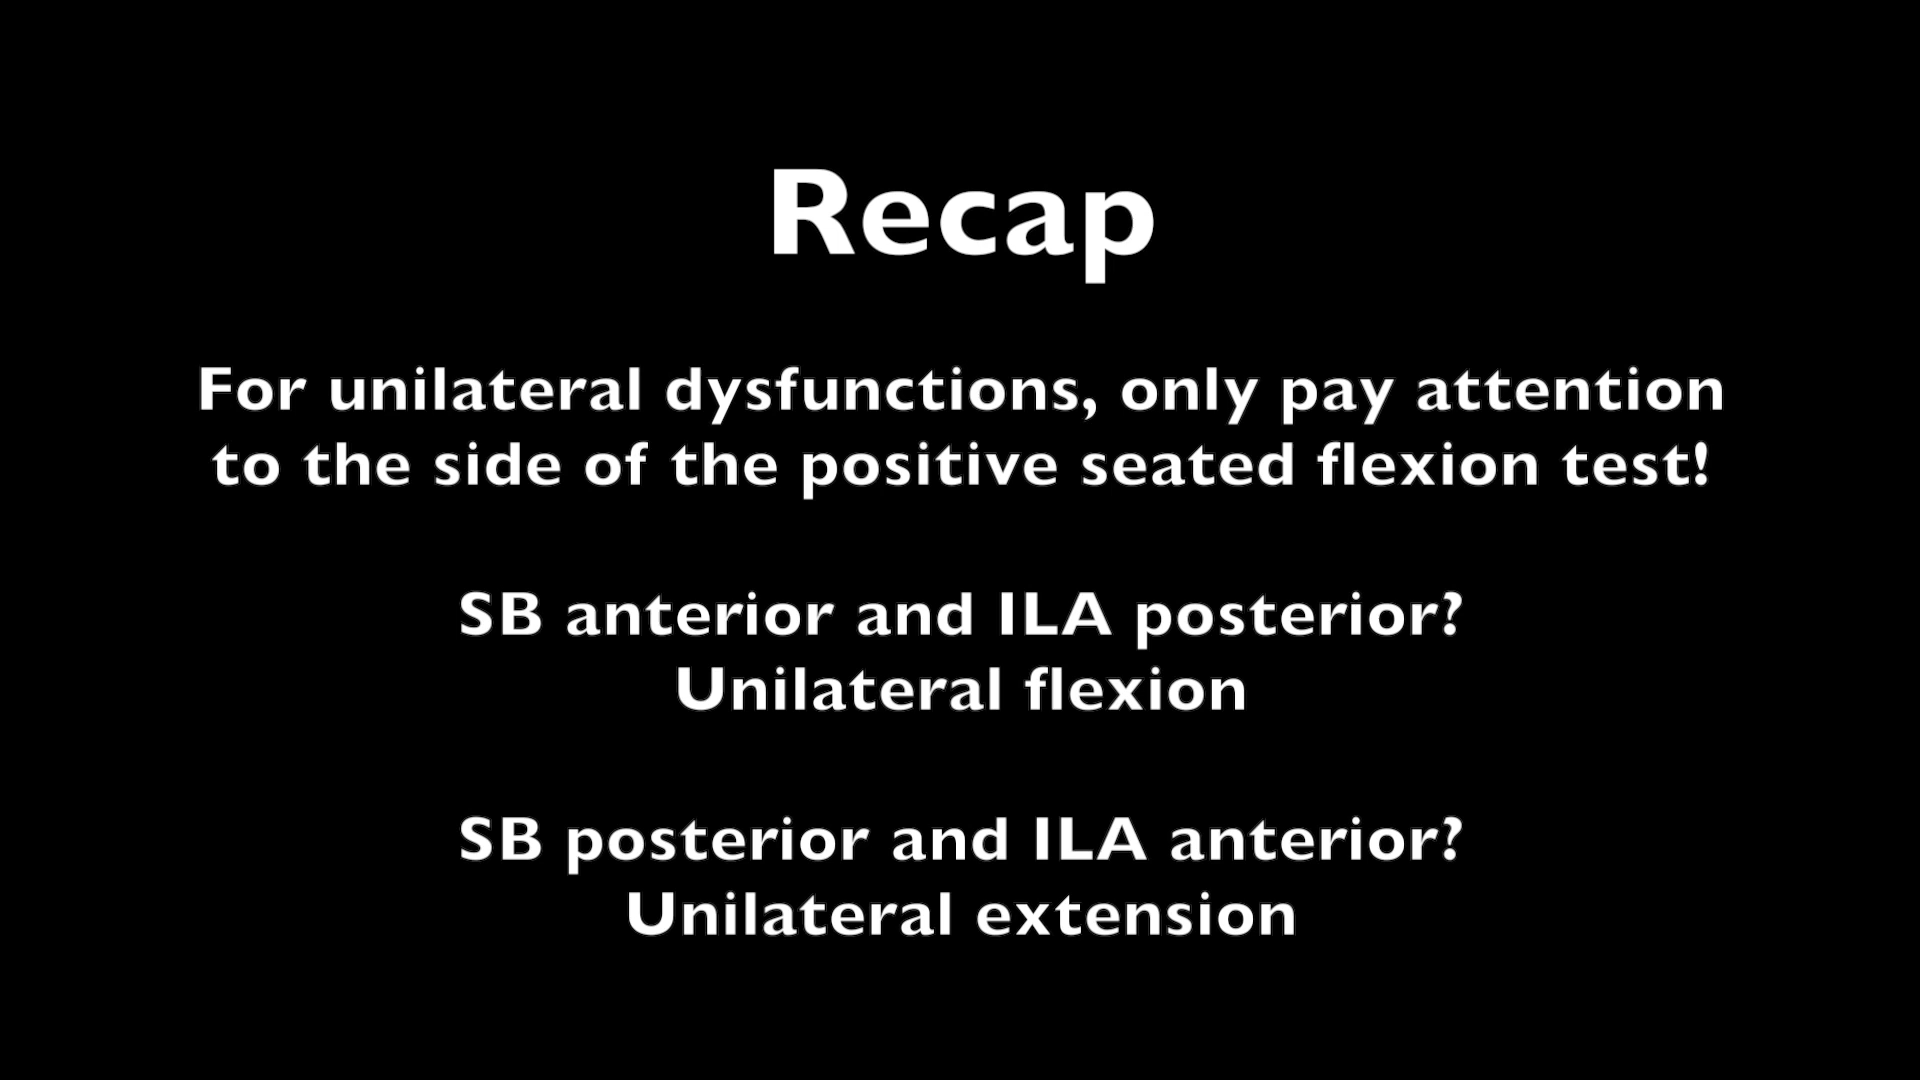 Recap
For unilateral dysfunctions, only pay attention
to the side of the positive seated flexion test!
SB anterior and ILA posterior?
Unilateral flexion
SB posterior and ILA anterior?
Unilateral extension